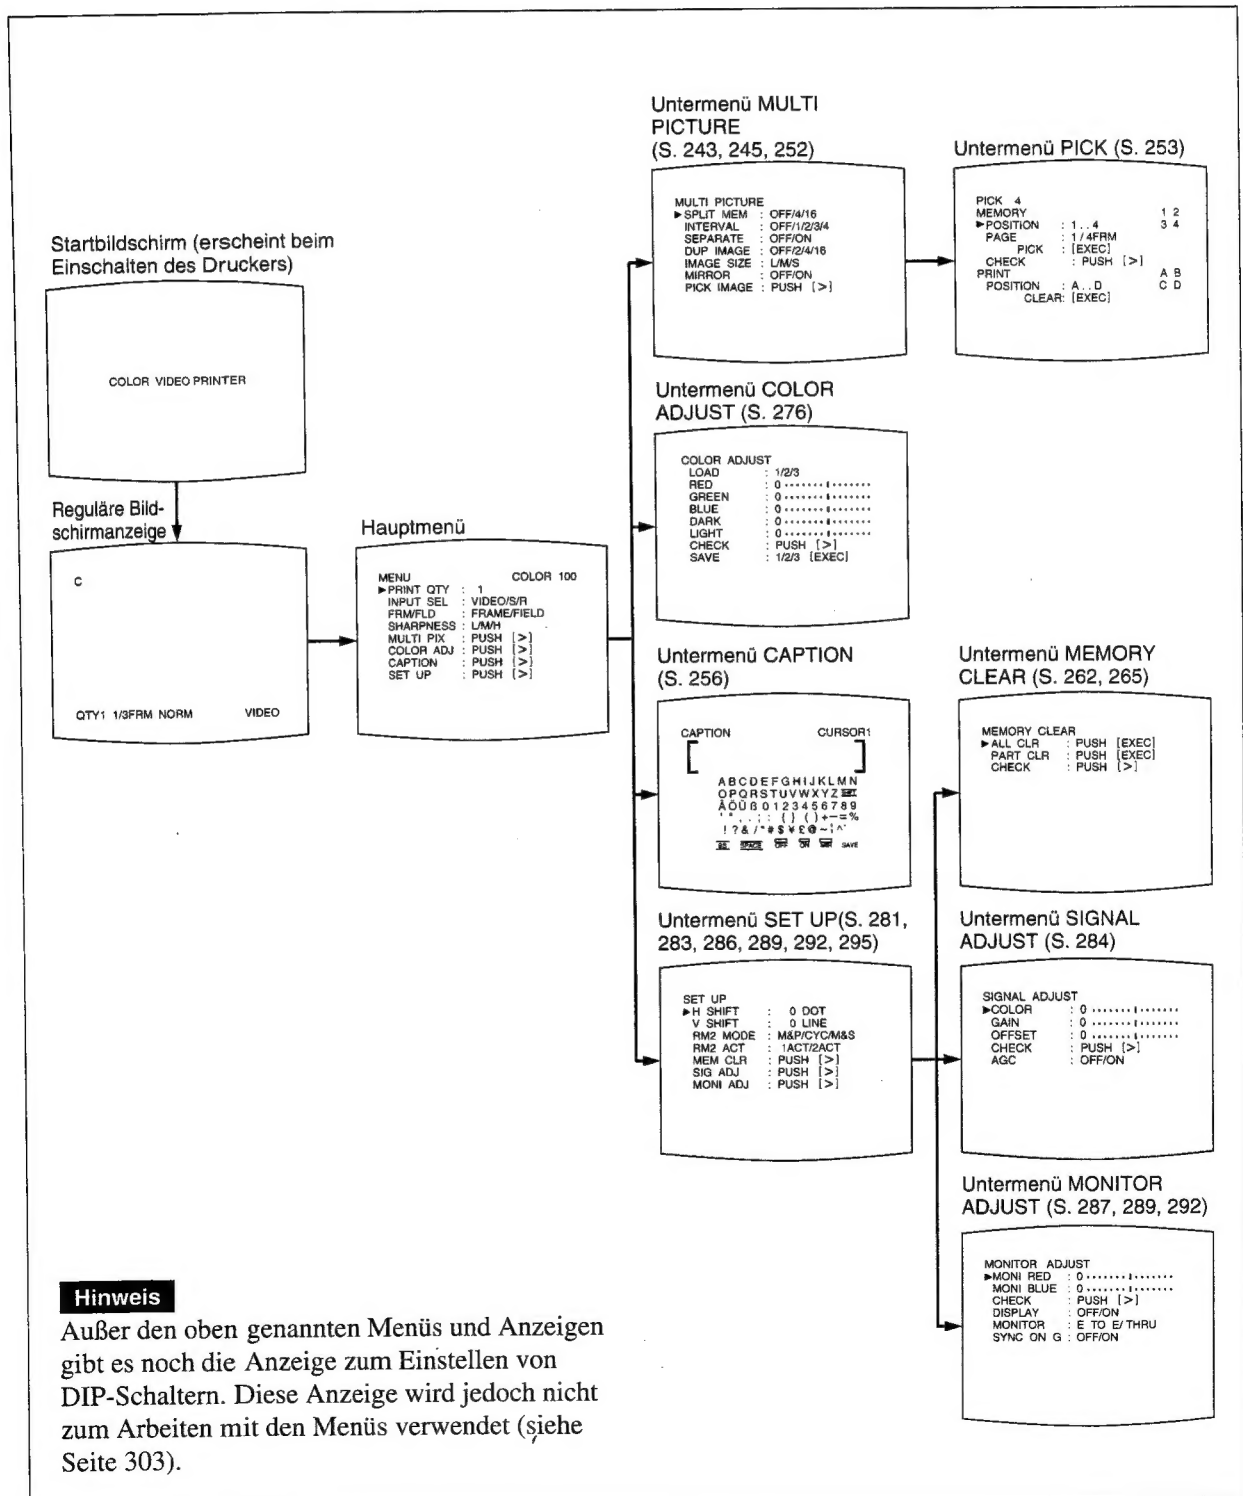 Untermenü MULTI
PICTURE
(S. 243, 245, 252)
MULTI PICTURE
►SPLIT MEM : OFF/4/16
INTERVAL : OFF/1/2/3/4
SEPARATE : OFF/ON
DUP IMAGE : OFF/2/4/16
IMAGE SIZE : L/M/S
MIRROR : OFF/ON
PICK IMAGE : PUSH [>]
Untermenü PICK (S. 253)
PICK 4
MEMORY 1 2
►POSITION : 1..4 3 4
PAGE : 1/4FRM
PICK : [EXEC]
CHECK : PUSH [>]
PRINT A B
POSITION : A..D C D
CLEAR: [EXEC]
Startbildschirm (erscheint beim
Einschalten des Druckers)
COLOR VIDEO PRINTER
Untermenü COLOR
ADJUST (S. 276)
COLOR ADJUST
LOAD : 1/2/3
RED : 0 ·······ı·······
GREEN : 0 ·······ı·······
BLUE : 0 ·······ı·······
DARK : 0 ·······ı·······
LIGHT : 0 ·······ı·······
CHECK : PUSH [>]
SAVE : 1/2/3 [EXEC]
Reguläre Bild-
schirmanzeige
C
QTY1 1/3FRM NORM VIDEO
Hauptmenü
MENU COLOR 100
►PRINT QTY : 1
INPUT SEL : VIDEO/S/R
FRM/FLD : FRAME/FIELD
SHARPNESS : L/M/H
MULTI PIX : PUSH [>]
COLOR ADJ : PUSH [>]
CAPTION : PUSH [>]
SET UP : PUSH [>]
Untermenü CAPTION
(S. 256)
CAPTION CURSOR1
[ ]
ABCDEFGHIJKLMN
OPQRSTUVWXYZ
ÄÖÜß0123456789
'",.;: {} ()+−=%
!?&/*#$¥£@~¦^`
SPACE OFF ON SAVE
Untermenü MEMORY
CLEAR (S. 262, 265)
MEMORY CLEAR
►ALL CLR : PUSH [EXEC]
PART CLR : PUSH [EXEC]
CHECK : PUSH [>]
Untermenü SET UP(S. 281,
283, 286, 289, 292, 295)
SET UP
►H SHIFT : 0 DOT
V SHIFT : 0 LINE
RM2 MODE : M&P/CYC/M&S
RM2 ACT : 1ACT/2ACT
MEM CLR : PUSH [>]
SIG ADJ : PUSH [>]
MONI ADJ : PUSH [>]
Untermenü SIGNAL
ADJUST (S. 284)
SIGNAL ADJUST
►COLOR : 0 ·······ı·······
GAIN : 0 ·······ı·······
OFFSET : 0 ·······ı·······
CHECK : PUSH [>]
AGC : OFF/ON
Untermenü MONITOR
ADJUST (S. 287, 289, 292)
MONITOR ADJUST
►MONI RED : 0 ·······ı·······
MONI BLUE : 0 ·······ı·······
CHECK : PUSH [>]
DISPLAY : OFF/ON
MONITOR : E TO E/THRU
SYNC ON G : OFF/ON
Hinweis
Außer den oben genannten Menüs und Anzeigen
gibt es noch die Anzeige zum Einstellen von
DIP-Schaltern. Diese Anzeige wird jedoch nicht
zum Arbeiten mit den Menüs verwendet (siehe
Seite 303).